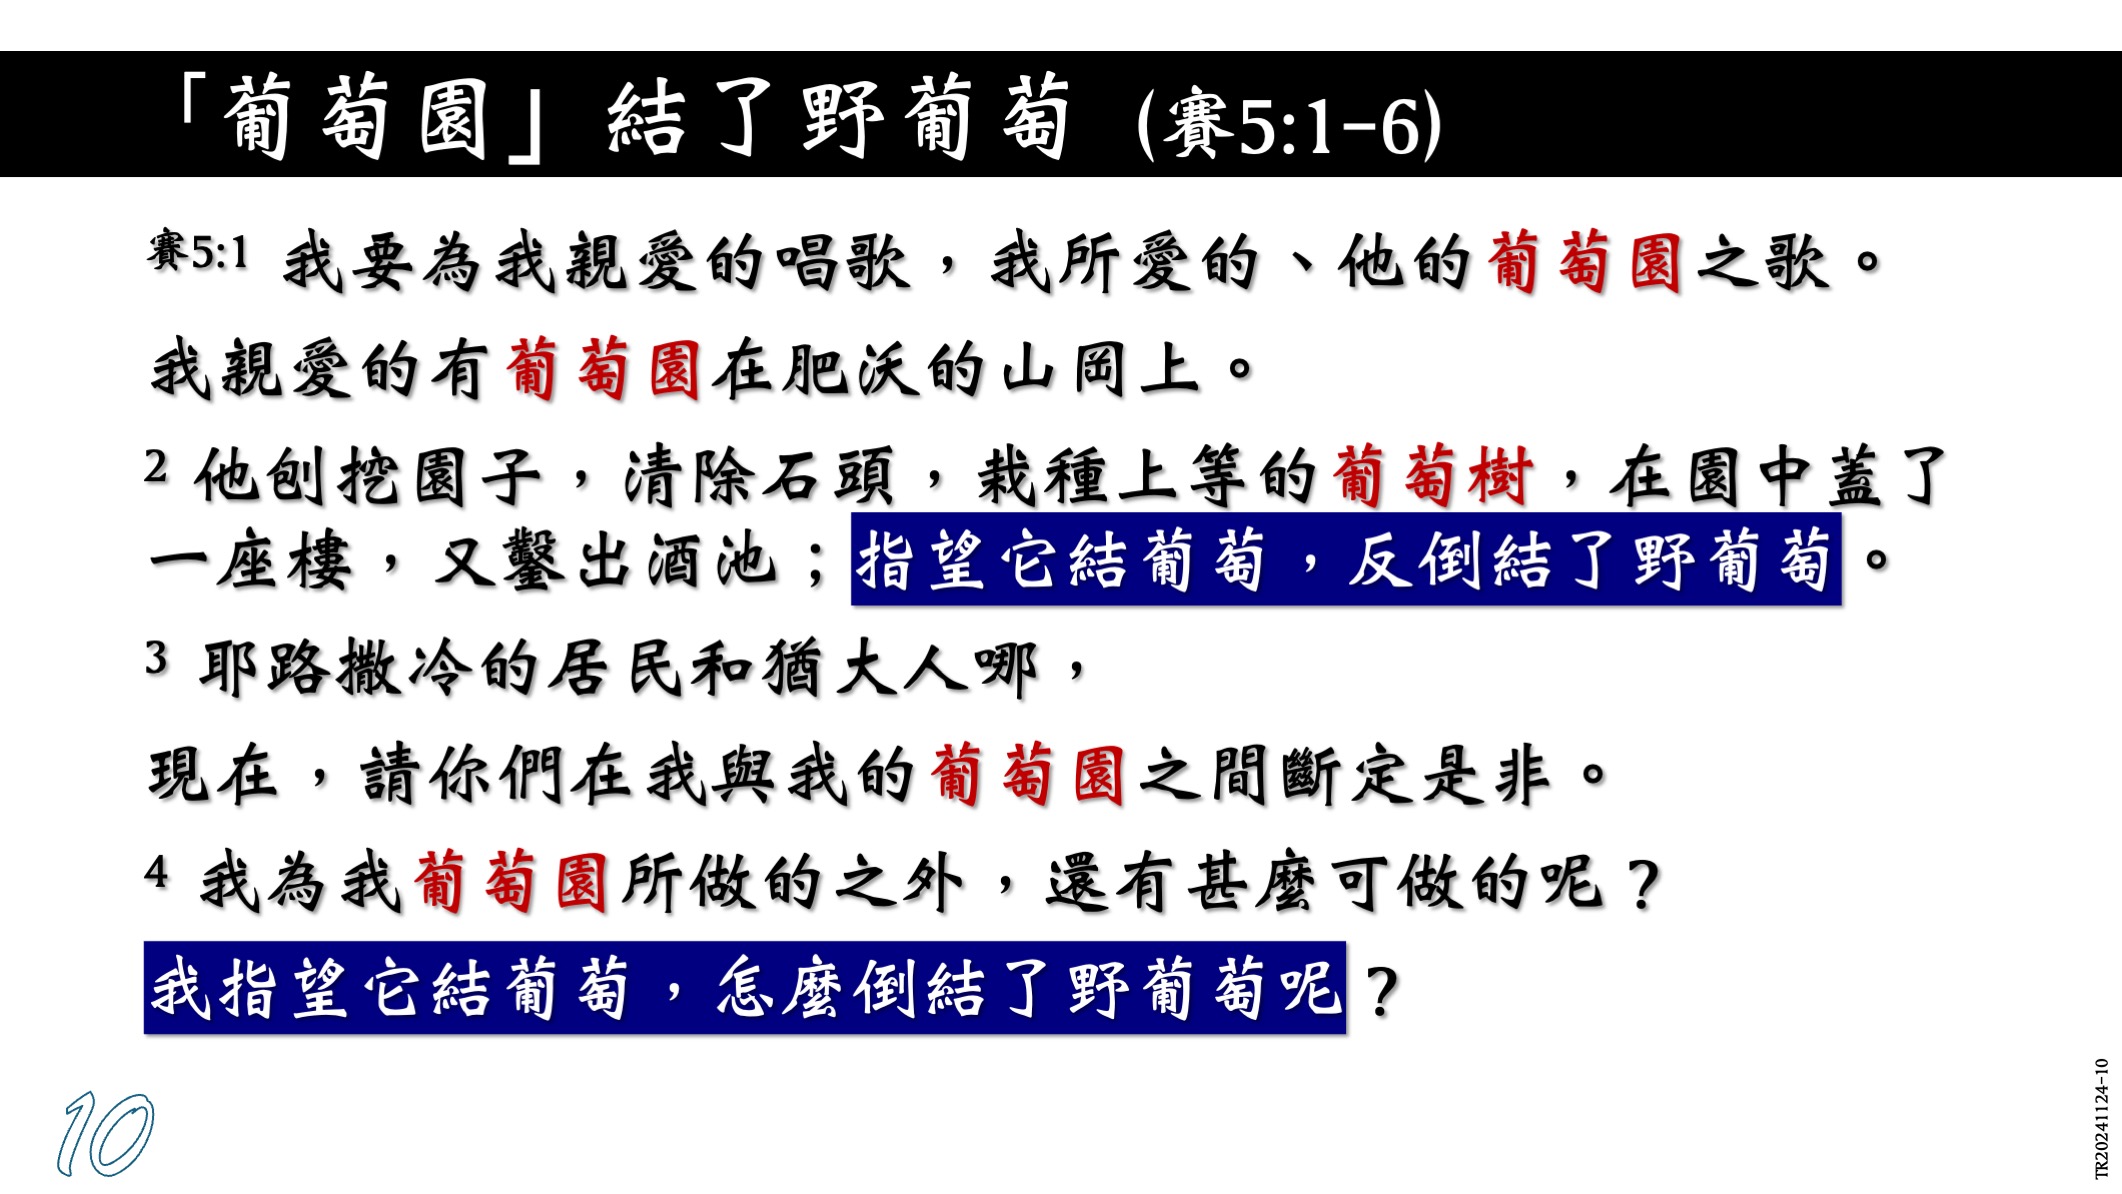 「葡萄園」結了野葡萄 (賽5:1-6)
賽5:1 我要為我親愛的唱歌，我所愛的、他的葡萄園之歌。
我親愛的有葡萄園在肥沃的山岡上。
2 他刨挖園子，清除石頭，栽種上等的葡萄樹，在園中蓋了
一座樓，又鑿出酒池；指望它結葡萄，反倒結了野葡萄。
3 耶路撒冷的居民和猶大人哪，
現在，請你們在我與我的葡萄園之間斷定是非。
4 我為我葡萄園所做的之外，還有甚麼可做的呢？
我指望它結葡萄，怎麼倒結了野葡萄呢？
10
TR20241124-10